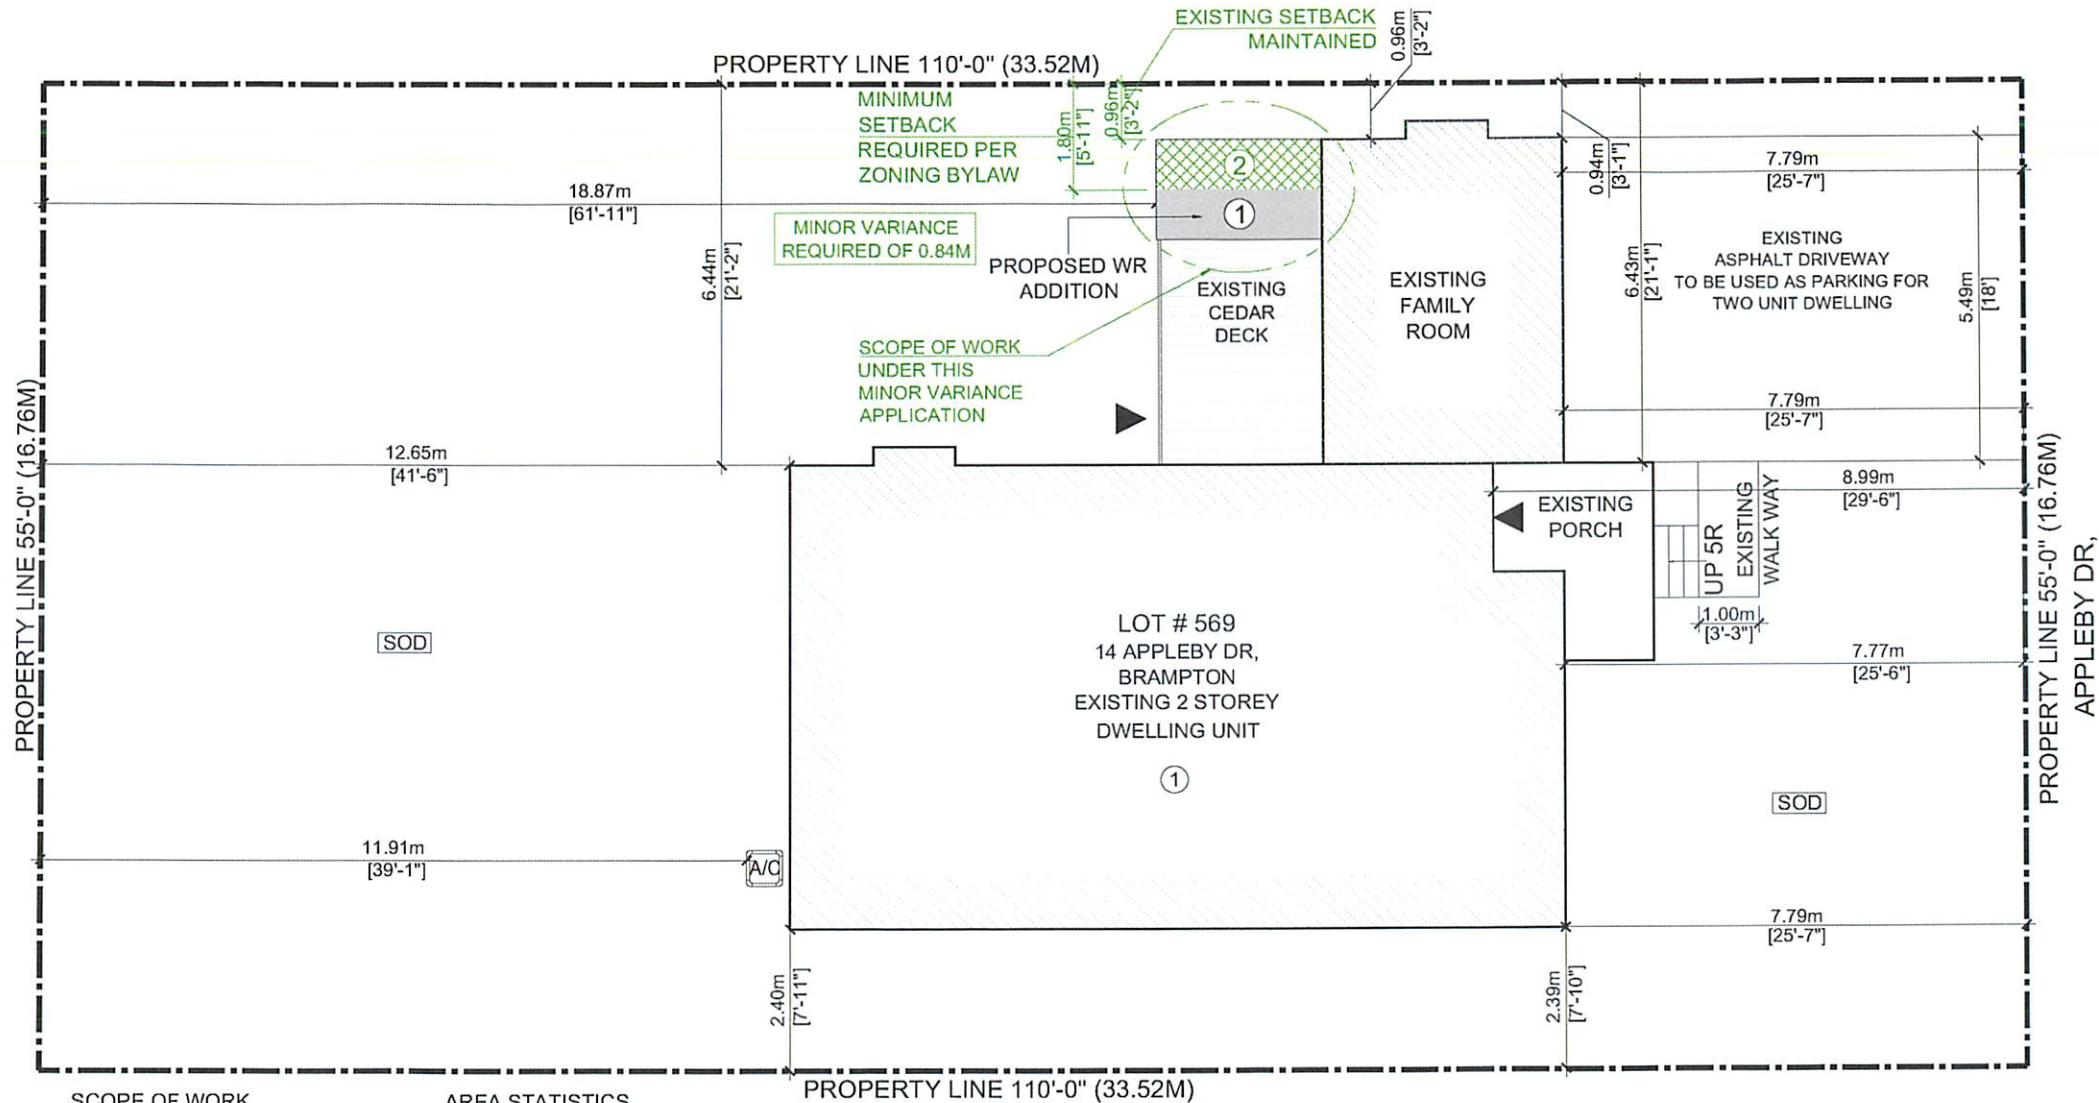 EXISTING SETBACK
MAINTAINED
0.96m
[3'-2"]
PROPERTY LINE 110'-0" (33.52M)
MINIMUM
SETBACK
REQUIRED PER
ZONING BYLAW
1.80m
[5'-11"]
0.96m
[3'-2"]
2
1
0.94m
[3'-1"]
7.79m
[25'-7"]
18.87m
[61'-11"]
MINOR VARIANCE
REQUIRED OF 0.84M
6.44m
[21'-2"]
PROPOSED WR
ADDITION
EXISTING
CEDAR
DECK
EXISTING
FAMILY
ROOM
6.43m
[21'-1"]
EXISTING
ASPHALT DRIVEWAY
TO BE USED AS PARKING FOR
TWO UNIT DWELLING
5.49m
[18']
SCOPE OF WORK
UNDER THIS
MINOR VARIANCE
APPLICATION
7.79m
[25'-7"]
12.65m
[41'-6"]
PROPERTY LINE 55'-0" (16.76M)
EXISTING
PORCH
UP 5R
EXISTING
WALK WAY
8.99m
[29'-6"]
1.00m
[3'-3"]
PROPERTY LINE 55'-0" (16.76M)
APPLEBY DR,
SOD
LOT # 569
14 APPLEBY DR,
BRAMPTON
EXISTING 2 STOREY
DWELLING UNIT
1
7.77m
[25'-6"]
SOD
11.91m
[39'-1"]
A/C
7.79m
[25'-7"]
2.40m
[7'-11"]
2.39m
[7'-10"]
PROPERTY LINE 110'-0" (33.52M)
SCOPE OF WORK
AREA STATISTICS